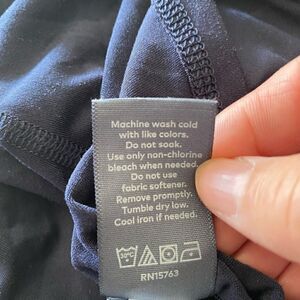 Machine wash cold
with like colors.
Do not soak.
Use only non-chlorine
bleach when needed.
Do not use
fabric softener.
Remove promptly.
Tumble dry low.
Cool iron if needed.
30°C
RN15763